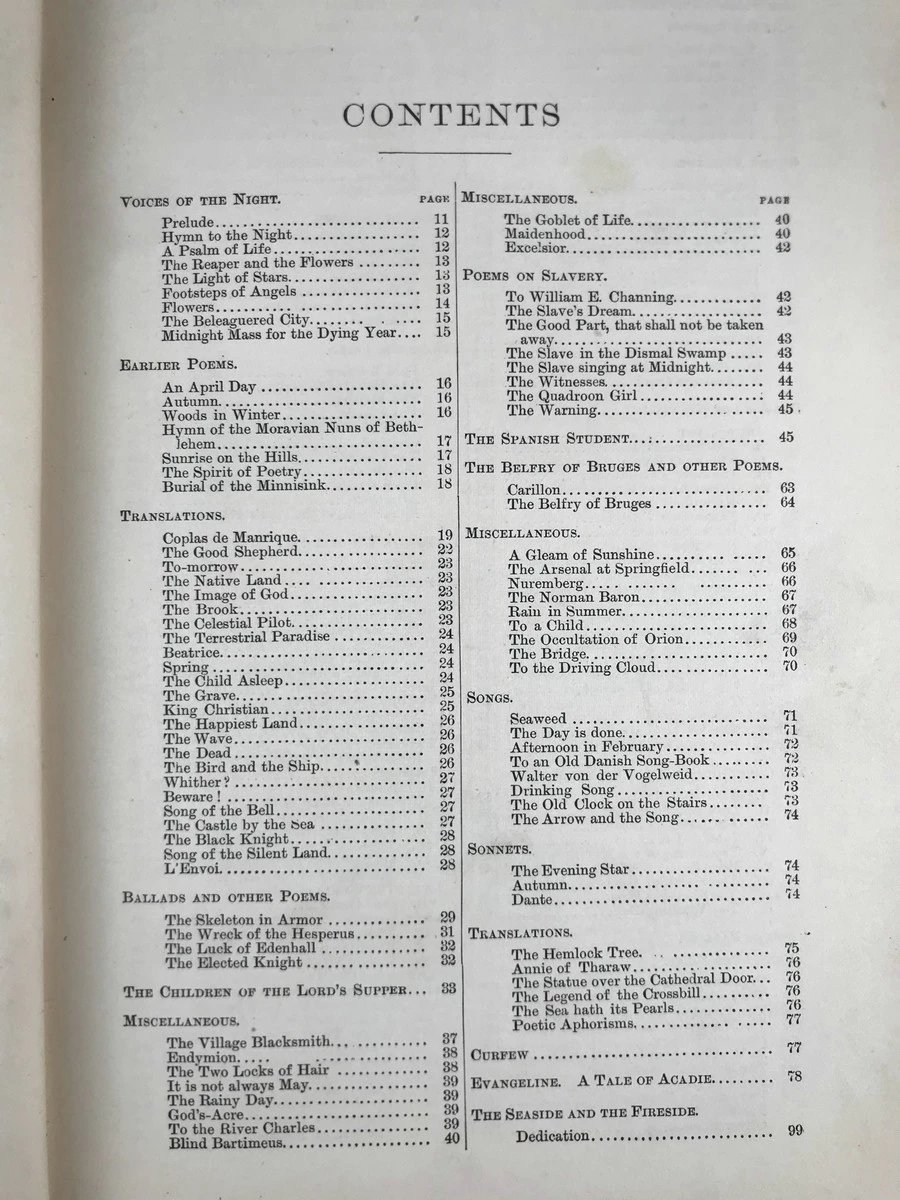 CONTENTS
VOICES OF THE NIGHT. PAGE
Prelude 11
Hymn to the Night 12
A Psalm of Life 12
The Reaper and the Flowers 13
The Light of Stars 13
Footsteps of Angels 13
Flowers 14
The Beleaguered City 15
Midnight Mass for the Dying Year 15
EARLIER POEMS.
An April Day 16
Autumn 16
Woods in Winter 16
Hymn of the Moravian Nuns of Beth-
lehem 17
Sunrise on the Hills 17
The Spirit of Poetry 18
Burial of the Minnisink 18
TRANSLATIONS.
Coplas de Manrique 19
The Good Shepherd 22
To-morrow 23
The Native Land 23
The Image of God 23
The Brook 23
The Celestial Pilot 23
The Terrestrial Paradise 24
Beatrice 24
Spring 24
The Child Asleep 24
The Grave 25
King Christian 25
The Happiest Land 26
The Wave 26
The Dead 26
The Bird and the Ship 26
Whither? 27
Beware! 27
Song of the Bell 27
The Castle by the Sea 27
The Black Knight 28
Song of the Silent Land 28
L'Envoi 28
BALLADS AND OTHER POEMS.
The Skeleton in Armor 29
The Wreck of the Hesperus 31
The Luck of Edenhall 32
The Elected Knight 32
THE CHILDREN OF THE LORD'S SUPPER 33
MISCELLANEOUS.
The Village Blacksmith 37
Endymion 38
The Two Locks of Hair 38
It is not always May 39
The Rainy Day 39
God's-Acre 39
To the River Charles 39
Blind Bartimeus 40
MISCELLANEOUS. PAGE
The Goblet of Life 40
Maidenhood 40
Excelsior 42
POEMS ON SLAVERY.
To William E. Channing 42
The Slave's Dream 42
The Good Part, that shall not be taken
away 43
The Slave in the Dismal Swamp 43
The Slave singing at Midnight 44
The Witnesses 44
The Quadroon Girl 44
The Warning 45
THE SPANISH STUDENT 45
THE BELFRY OF BRUGES AND OTHER POEMS.
Carillon 63
The Belfry of Bruges 64
MISCELLANEOUS.
A Gleam of Sunshine 65
The Arsenal at Springfield 66
Nuremberg 66
The Norman Baron 67
Rain in Summer 67
To a Child 68
The Occultation of Orion 69
The Bridge 70
To the Driving Cloud 70
SONGS.
Seaweed 71
The Day is done 71
Afternoon in February 72
To an Old Danish Song-Book 72
Walter von der Vogelweid 73
Drinking Song 73
The Old Clock on the Stairs 73
The Arrow and the Song 74
SONNETS.
The Evening Star 74
Autumn 74
Dante 74
TRANSLATIONS.
The Hemlock Tree 75
Annie of Tharaw 76
The Statue over the Cathedral Door 76
The Legend of the Crossbill 76
The Sea hath its Pearls 76
Poetic Aphorisms 77
CURFEW 77
EVANGELINE. A TALE OF ACADIE 78
THE SEASIDE AND THE FIRESIDE.
Dedication 99